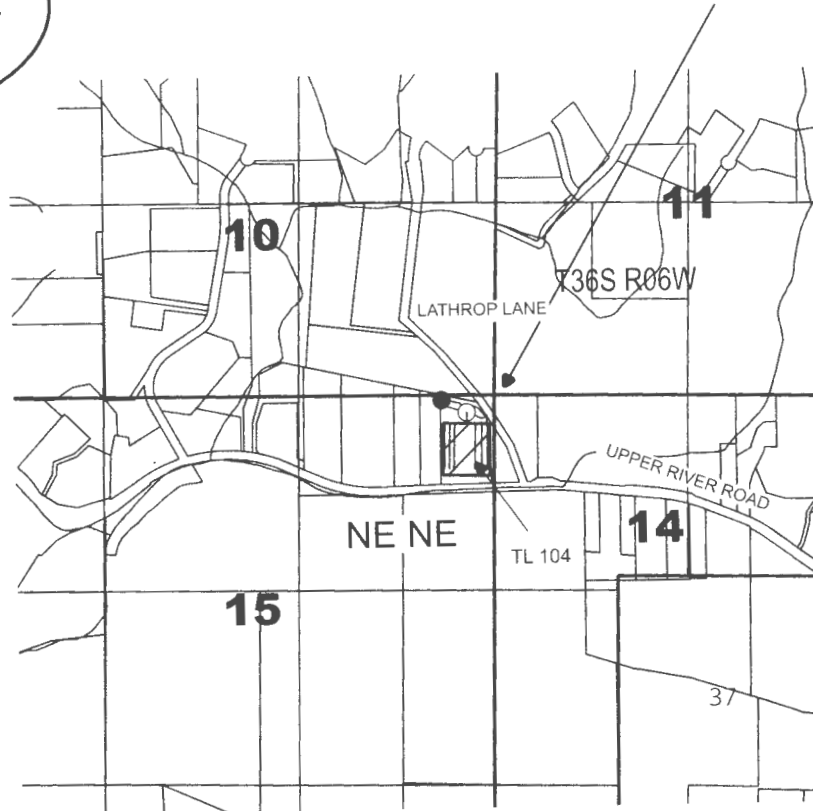 11
10
T36S R06W
LATHROP LANE
UPPER RIVER ROAD
NE NE
14
TL 104
15
37